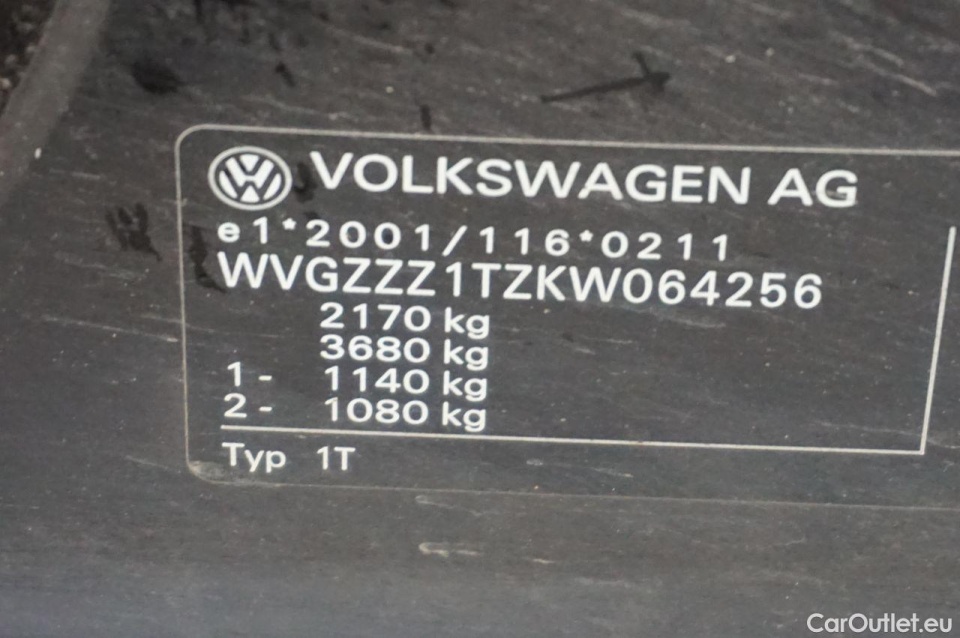 VOLKSWAGEN AG
e1*2001/116*0211
WVGZZZ1TZKW064256
2170 kg
3680 kg
1- 1140 kg
2- 1080 kg
Typ 1T
CarOutlet.eu